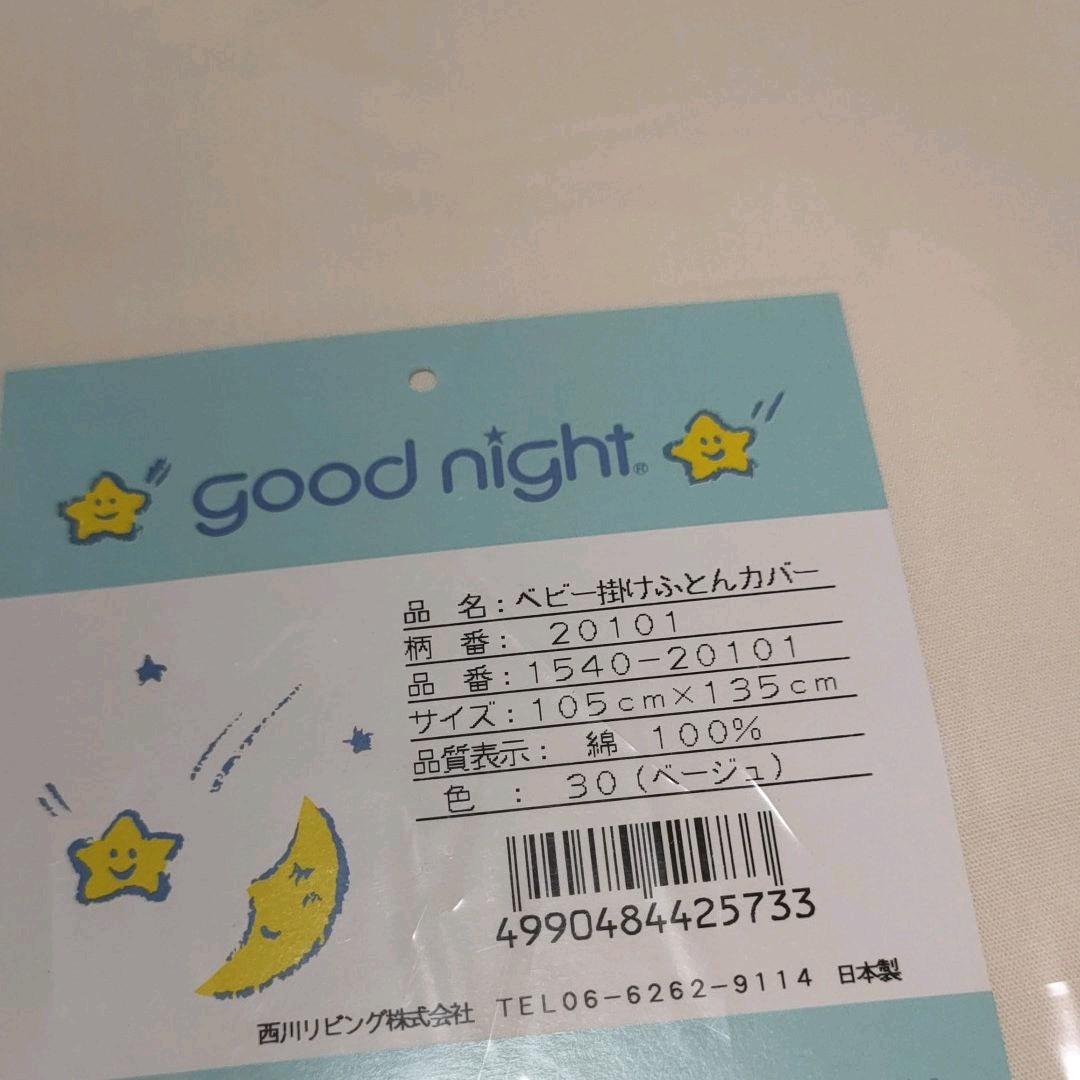 good night®
品 名:ベビー掛けふとんカバー
柄 番: 20101
品 番:1540-20101
サイズ:105cm×135cm
品質表示: 綿 100%
色 : 30(ベージュ)
4990484425733
西川リビング株式会社 TEL06-6262-9114 日本製